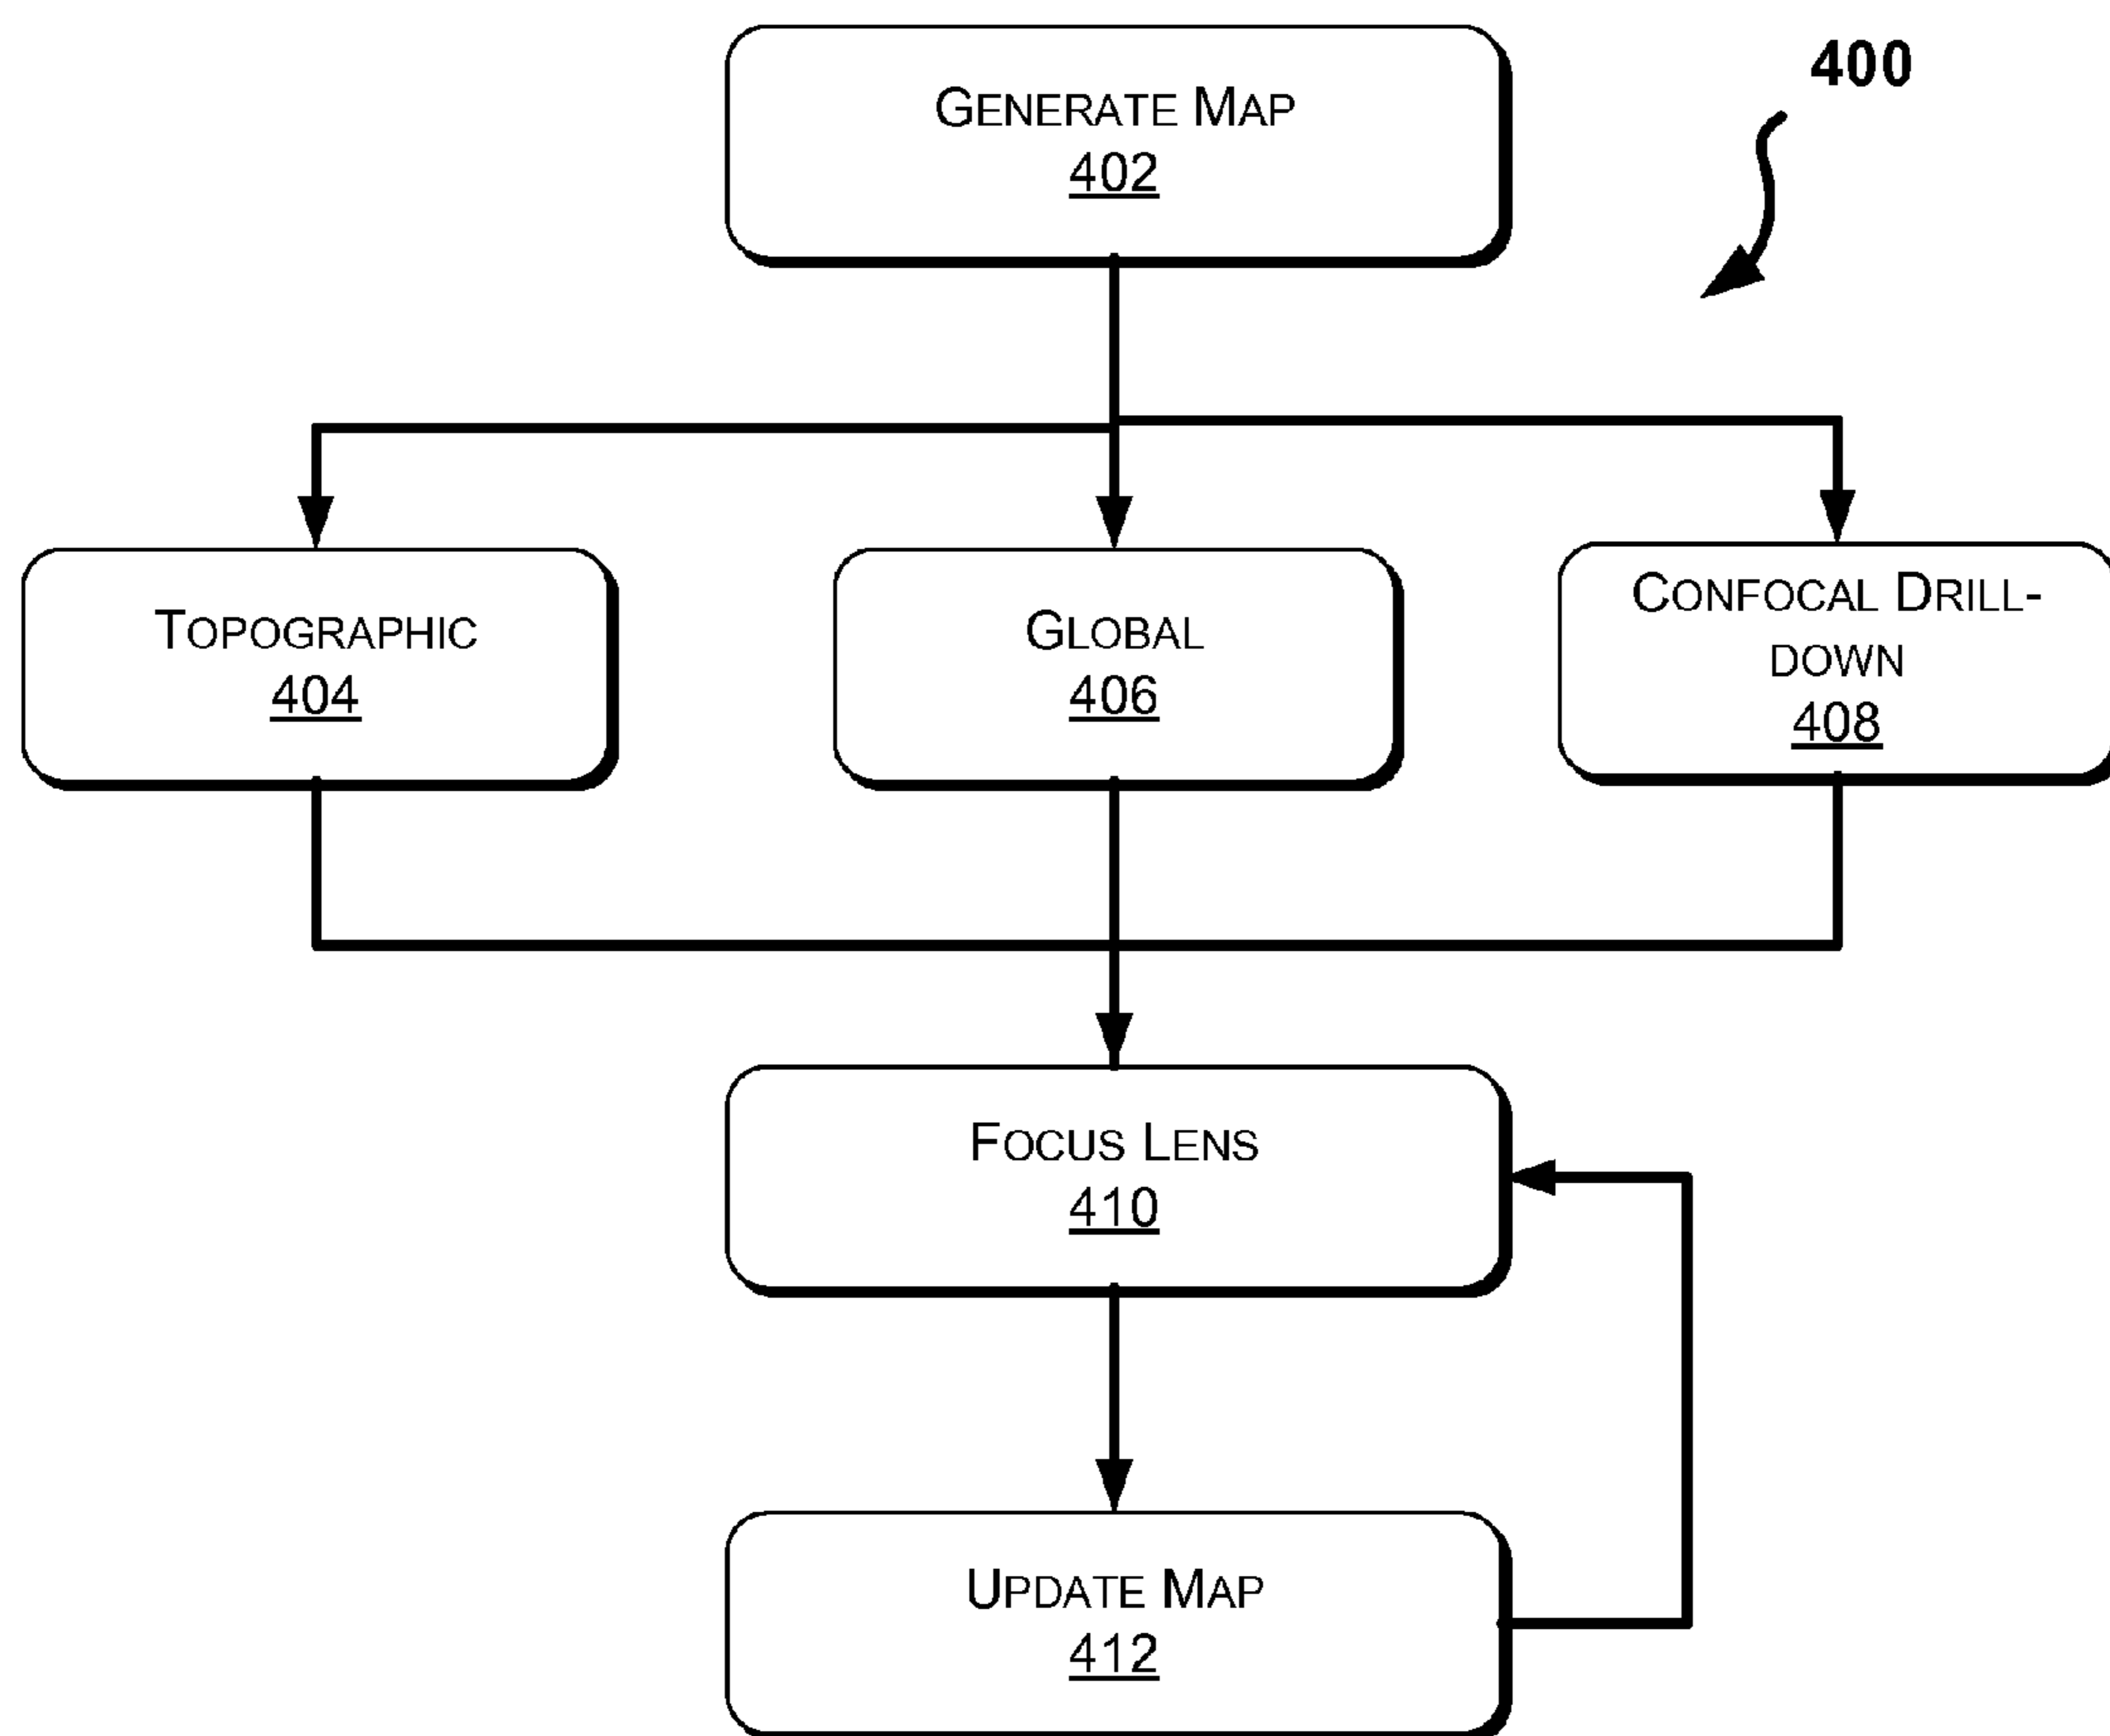 GENERATE MAP
402
400
TOPOGRAPHIC
404
GLOBAL
406
CONFOCAL DRILL-
DOWN
408
FOCUS LENS
410
UPDATE MAP
412